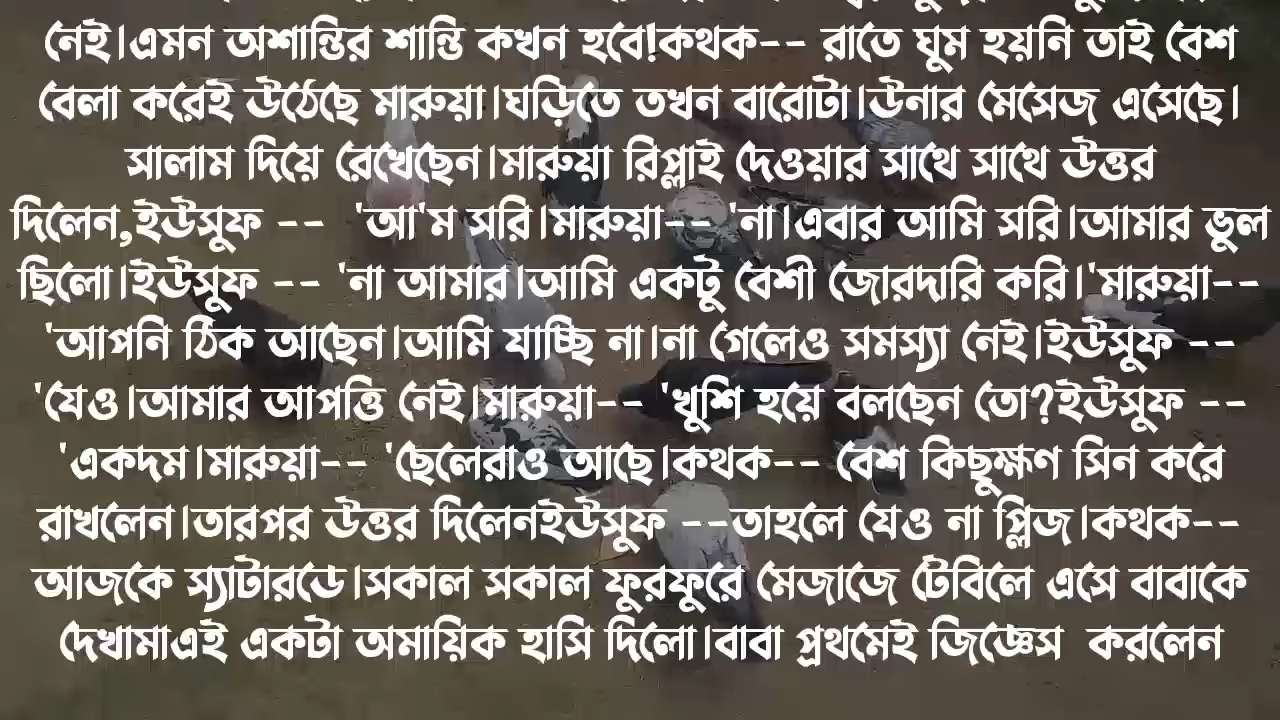 নেই।এমন অশান্তির শান্তি কখন হবে!কথক-- রাতে ঘুম হয়নি তাই বেশ
বেলা করেই উঠেছে মারুয়া।ঘড়িতে তখন বারোটা।উনার মেসেজ এসেছে।
সালাম দিয়ে রেখেছেন।মারুয়া রিপ্লাই দেওয়ার সাথে সাথে উত্তর
দিলেন,ইউসুফ -- 'আ'ম সরি।মারুয়া-- 'না।এবার আমি সরি।আমার ভুল
ছিলো।ইউসুফ -- 'না আমার।আমি একটু বেশী জোরদারি করি।'মারুয়া--
'আপনি ঠিক আছেন।আমি যাচ্ছি না।না গেলেও সমস্যা নেই।ইউসুফ --
'যেও।আমার আপত্তি নেই।মারুয়া-- 'খুশি হয়ে বলছেন তো?ইউসুফ --
'একদম।মারুয়া-- 'ছেলেরাও আছে।কথক-- বেশ কিছুক্ষণ সিন করে
রাখলেন।তারপর উত্তর দিলেনইউসুফ --তাহলে যেও না প্লিজ।কথক--
আজকে স্যাটারডে।সকাল সকাল ফুরফুরে মেজাজে টেবিলে এসে বাবাকে
দেখামাএই একটা অমায়িক হাসি দিলো।বাবা প্রথমেই জিজ্ঞেস করলেন